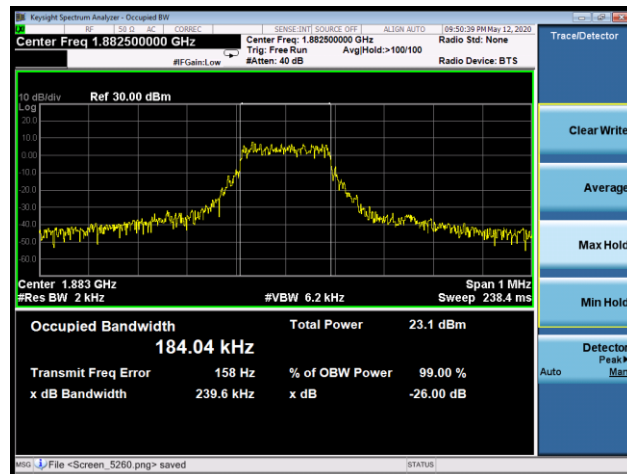 Keysight Spectrum Analyzer - Occupied BW
RF 50 Ω AC CORREC SENSE:INT SOURCE OFF ALIGN AUTO 09:50:39 PM May 12, 2020
Center Freq 1.882500000 GHz Center Freq: 1.882500000 GHz Radio Std: None Trace/Detector
Trig: Free Run Avg|Hold:>100/100
#IFGain:Low #Atten: 40 dB Radio Device: BTS
10 dB/div Ref 30.00 dBm
Log
20.0
10.0
0.00
-10.0
-20.0
-30.0
-40.0
-50.0
-60.0
Clear Write
Average
Max Hold
Min Hold
Center 1.883 GHz Span 1 MHz
#Res BW 2 kHz #VBW 6.2 kHz Sweep 238.4 ms
Occupied Bandwidth Total Power 23.1 dBm
184.04 kHz
Transmit Freq Error 158 Hz % of OBW Power 99.00 %
x dB Bandwidth 239.6 kHz x dB -26.00 dB
Detector
Peak
Auto Man
MSG File <Screen_5260.png> saved STATUS